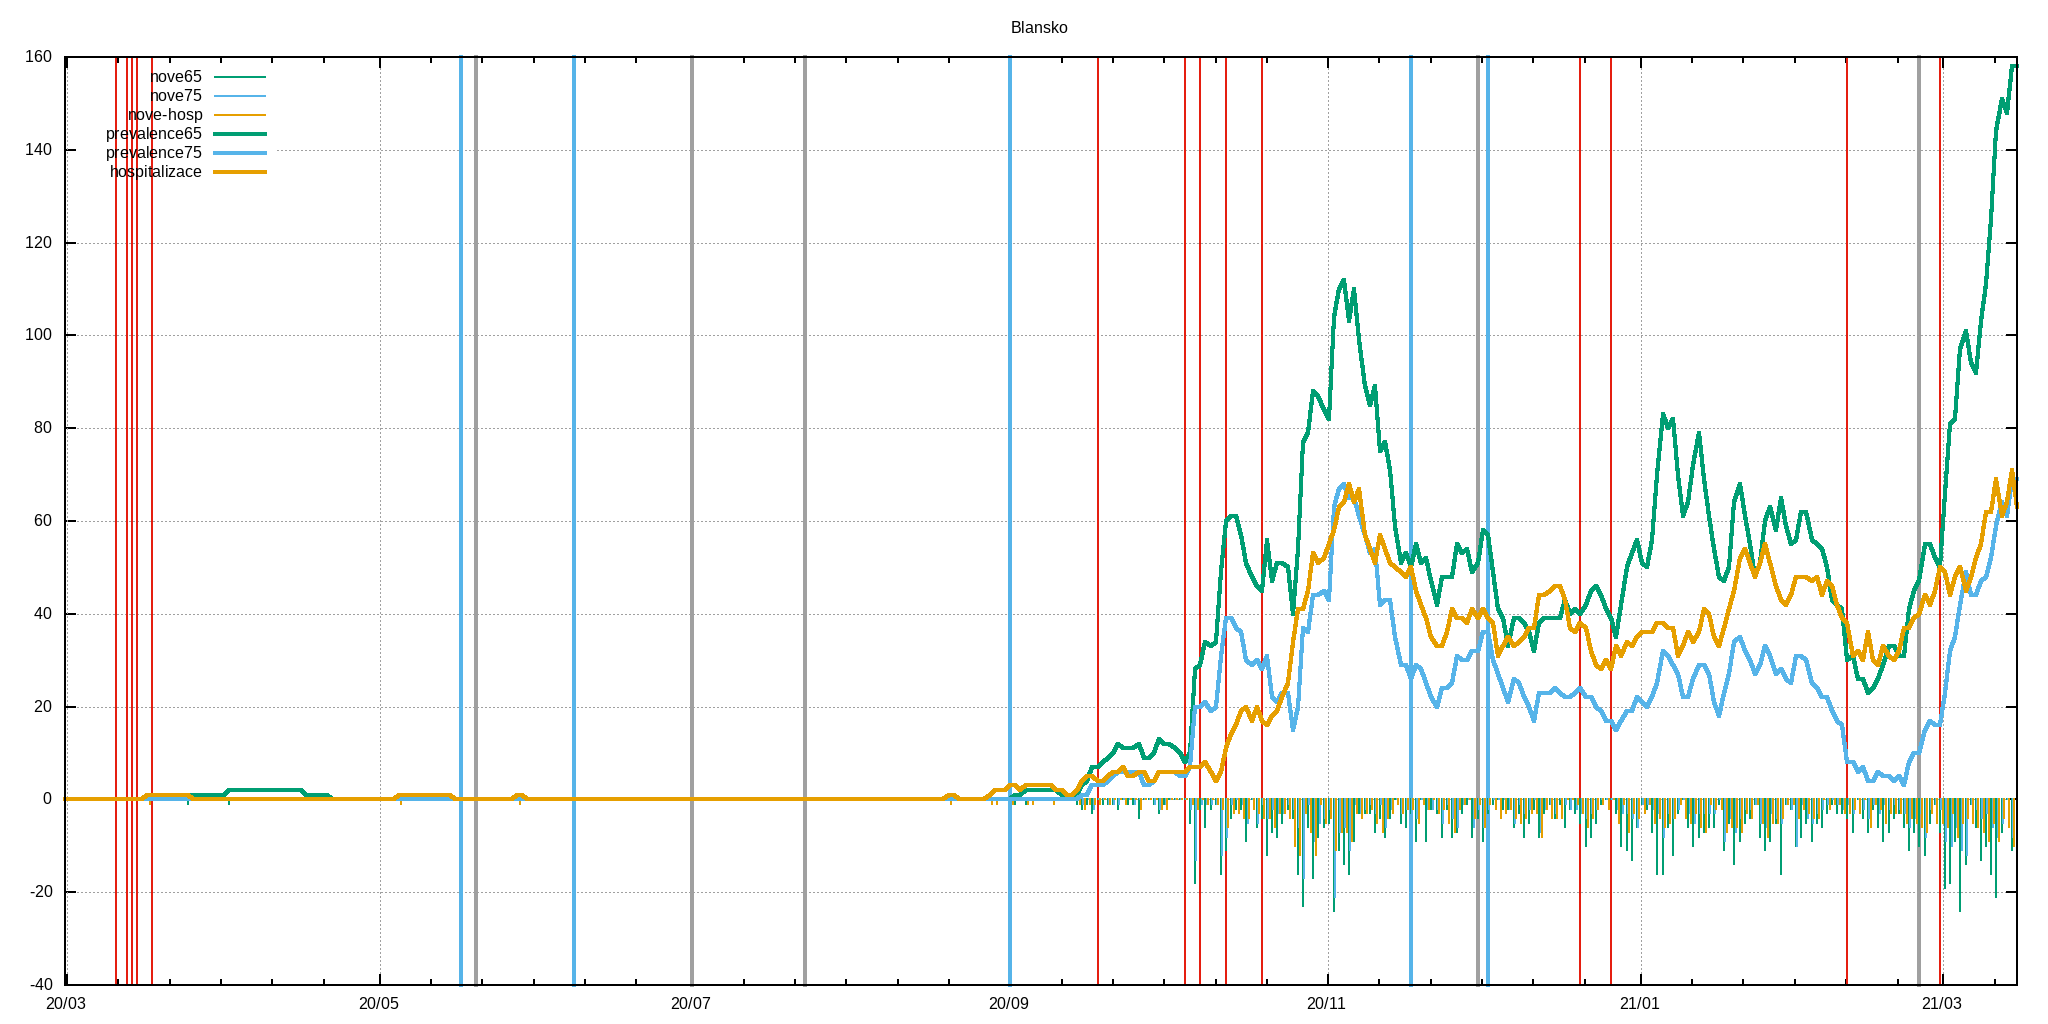 Blansko
160
140
120
100
80
60
40
20
0
-20
-40
nove65
nove75
nove-hosp
prevalence65
prevalence75
hospitalizace
20/03 20/05 20/07 20/09 20/11 21/01 21/03